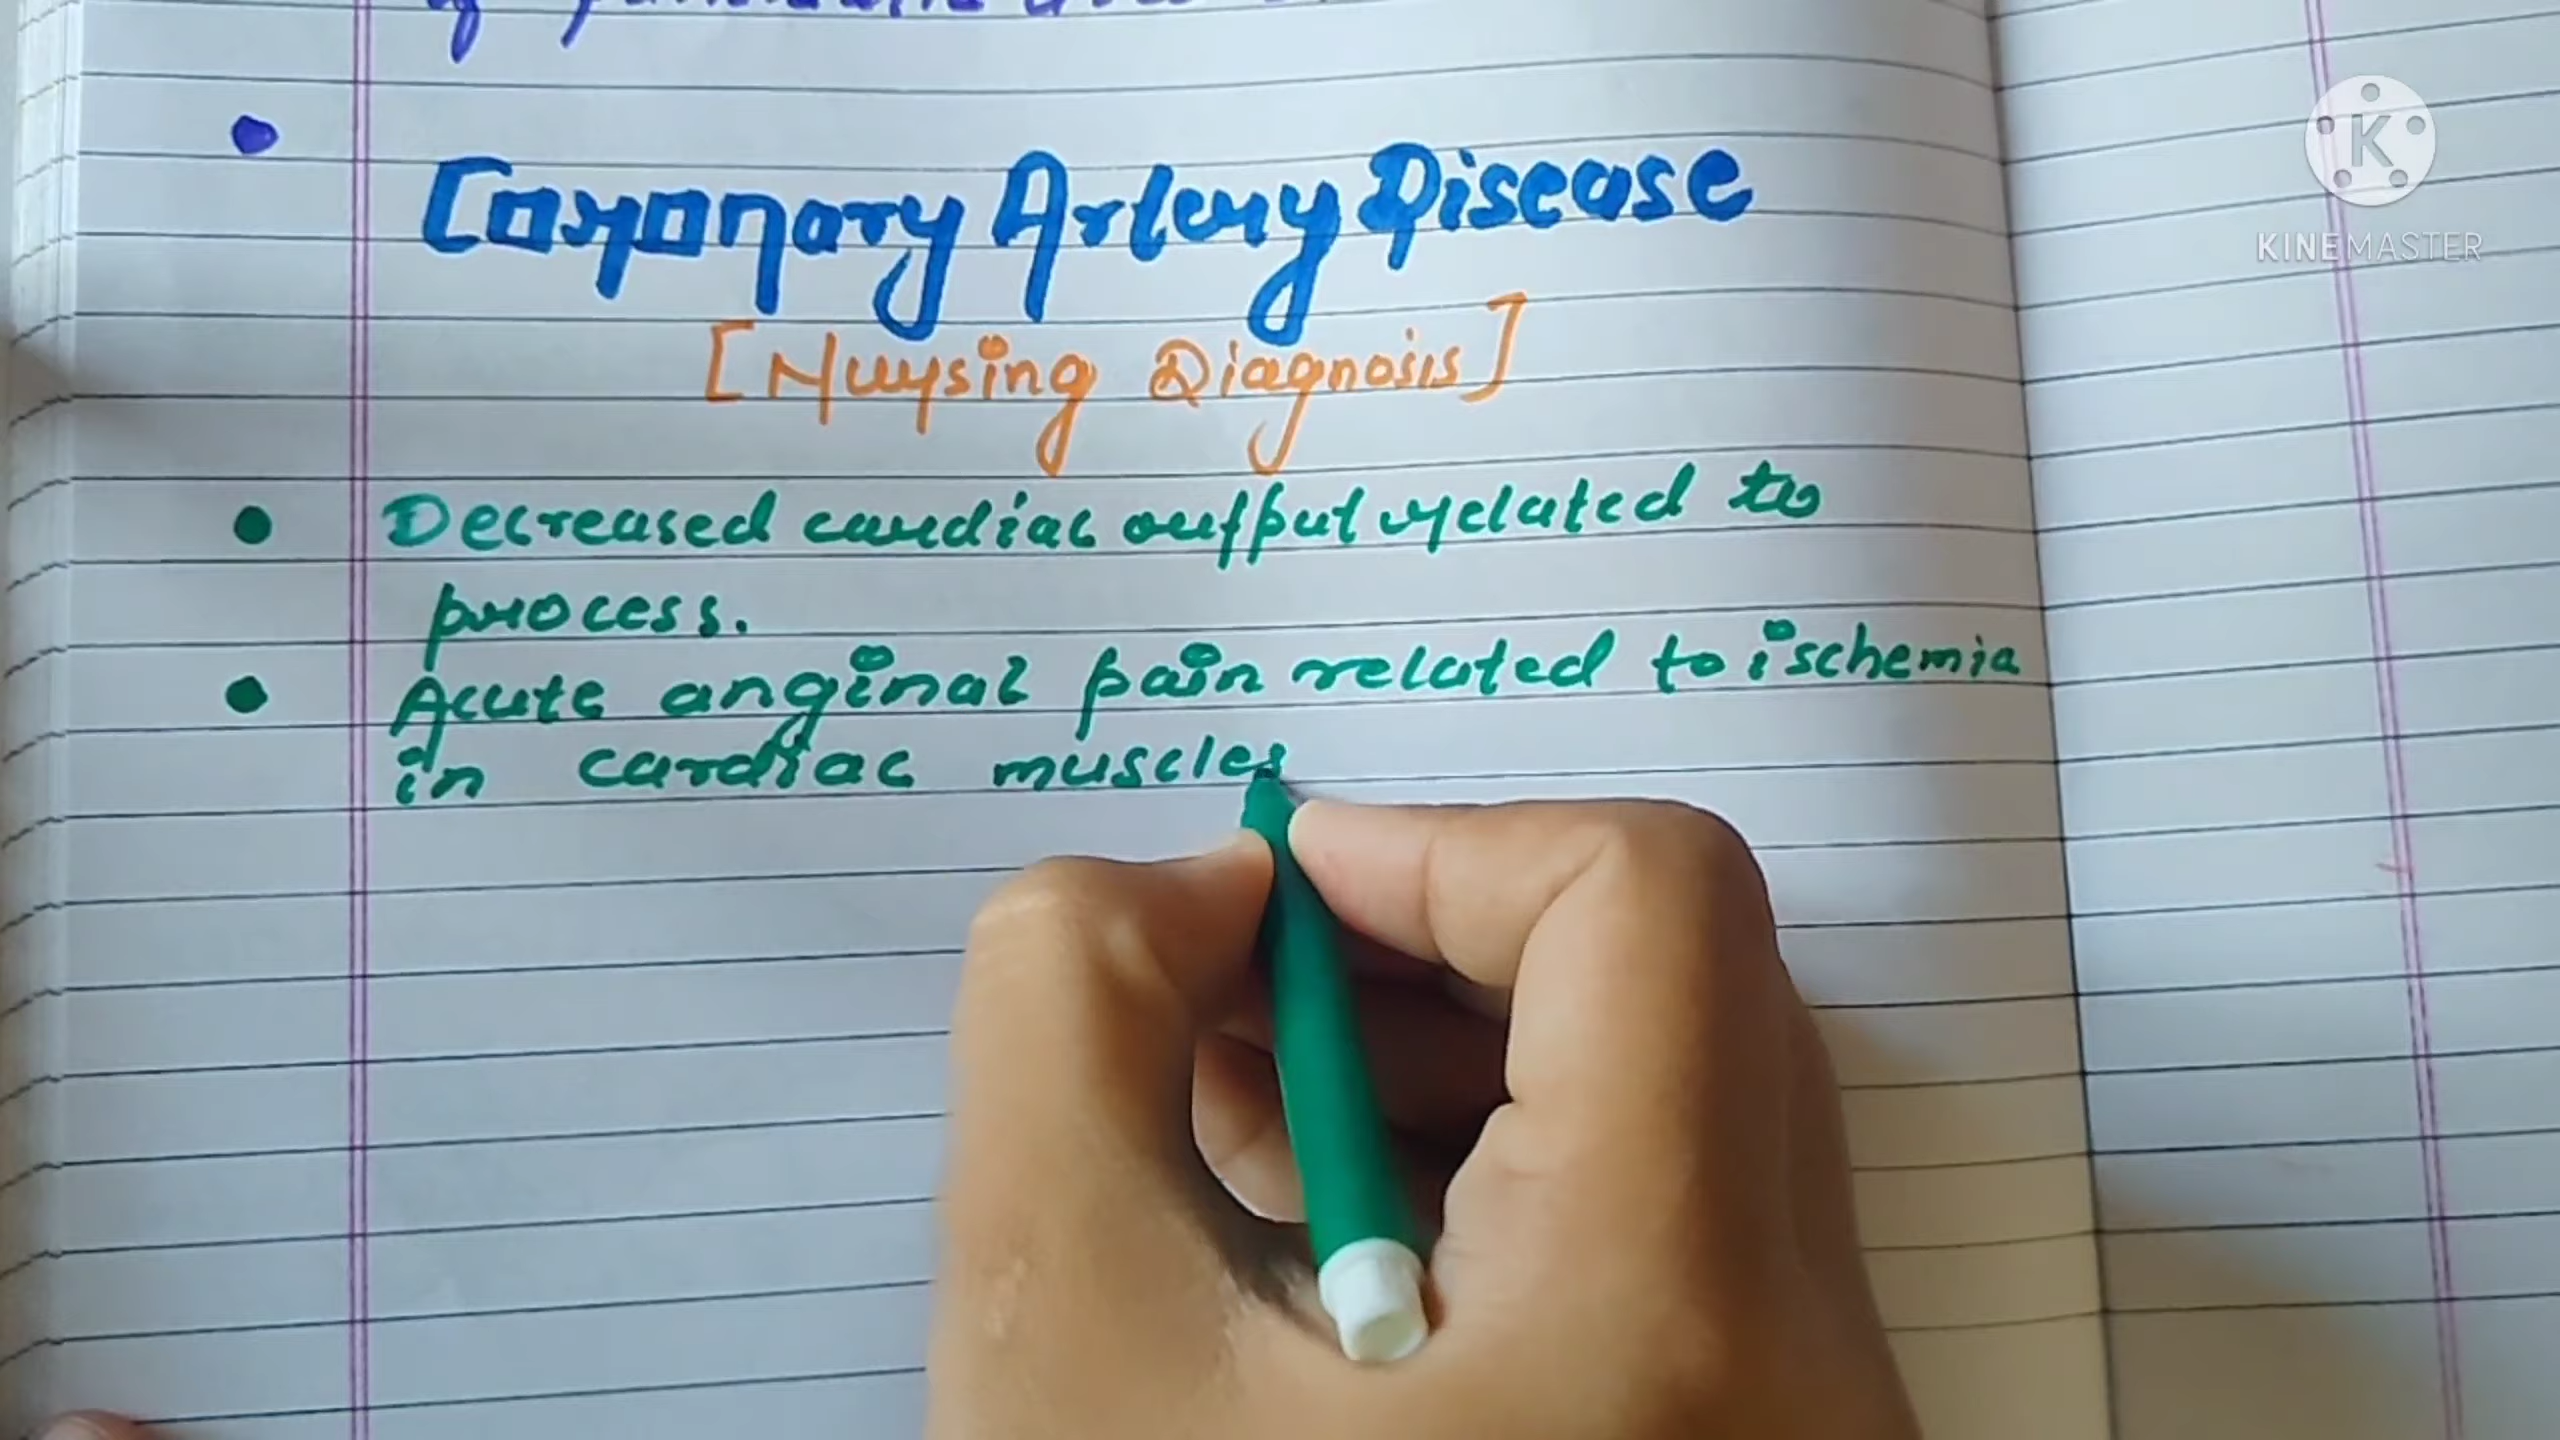 of
Coronary Artery Disease
[Nursing Diagnosis]
Decreased cardiac output related to
process.
Acute anginal pain related to ischemia
in cardiac muscles
K
KINEMASTER